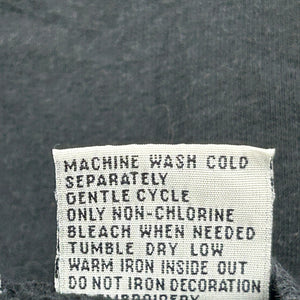 MACHINE WASH COLD
SEPARATELY
GENTLE CYCLE
ONLY NON-CHLORINE
BLEACH WHEN NEEDED
TUMBLE DRY LOW
WARM IRON INSIDE OUT
DO NOT IRON DECORATION
EMBROIDERY